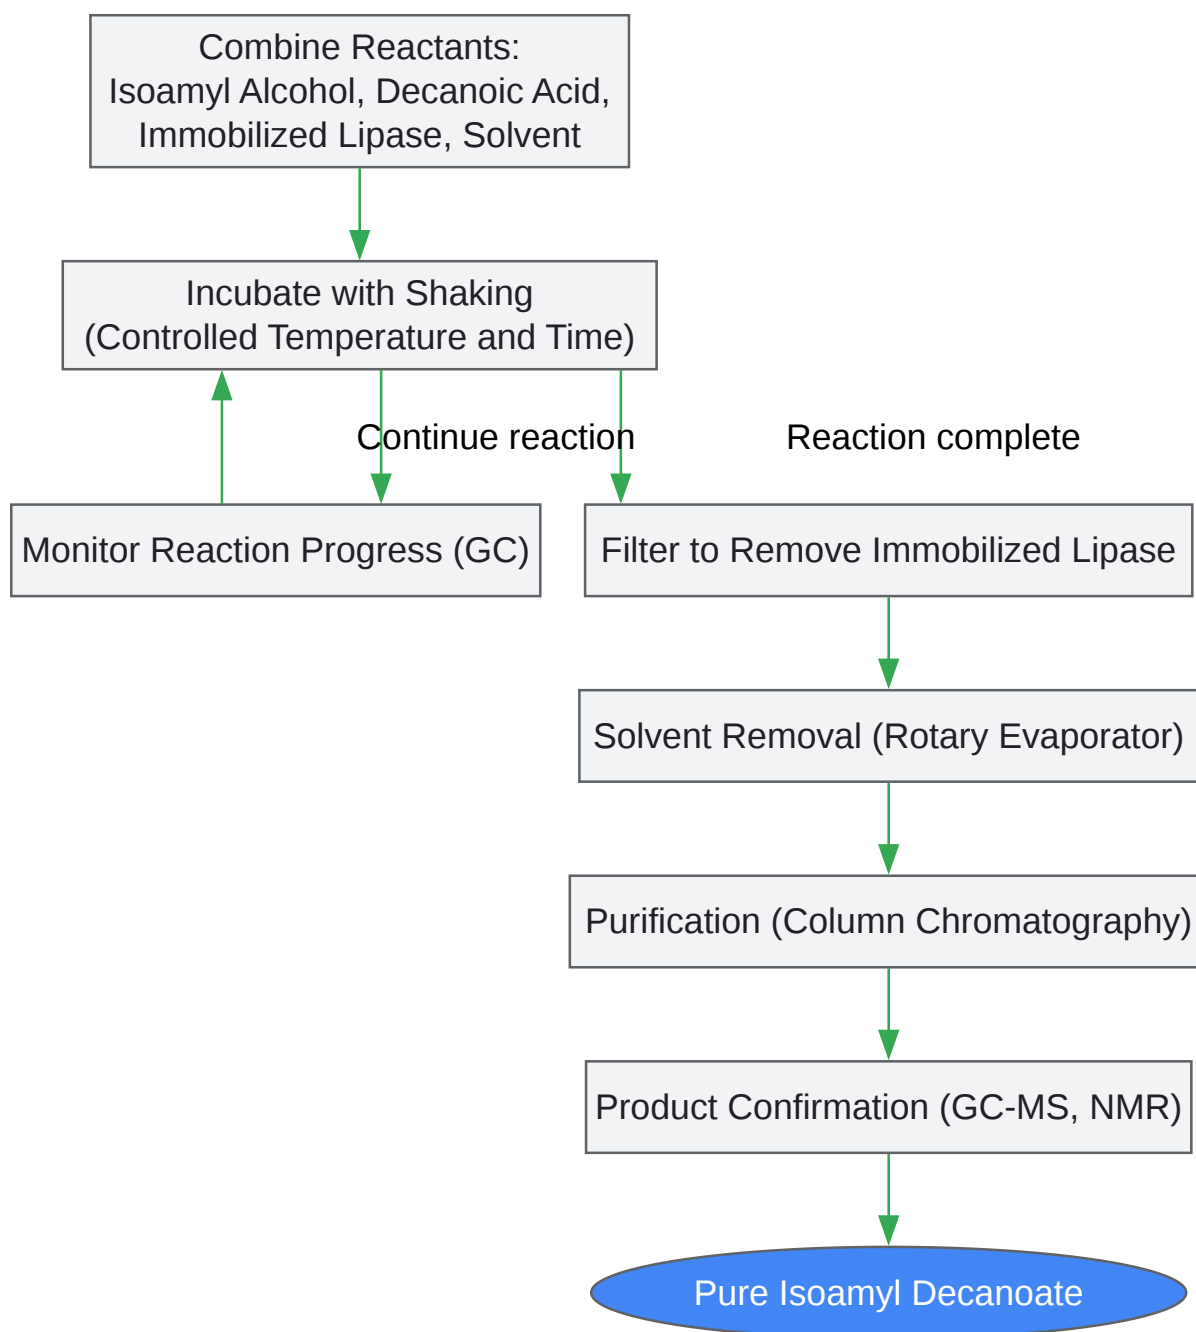 Combine Reactants:
Isoamyl Alcohol, Decanoic Acid,
Immobilized Lipase, Solvent
Incubate with Shaking
(Controlled Temperature and Time)
Continue reaction
Reaction complete
Monitor Reaction Progress (GC)
Filter to Remove Immobilized Lipase
Solvent Removal (Rotary Evaporator)
Purification (Column Chromatography)
Product Confirmation (GC-MS, NMR)
Pure Isoamyl Decanoate